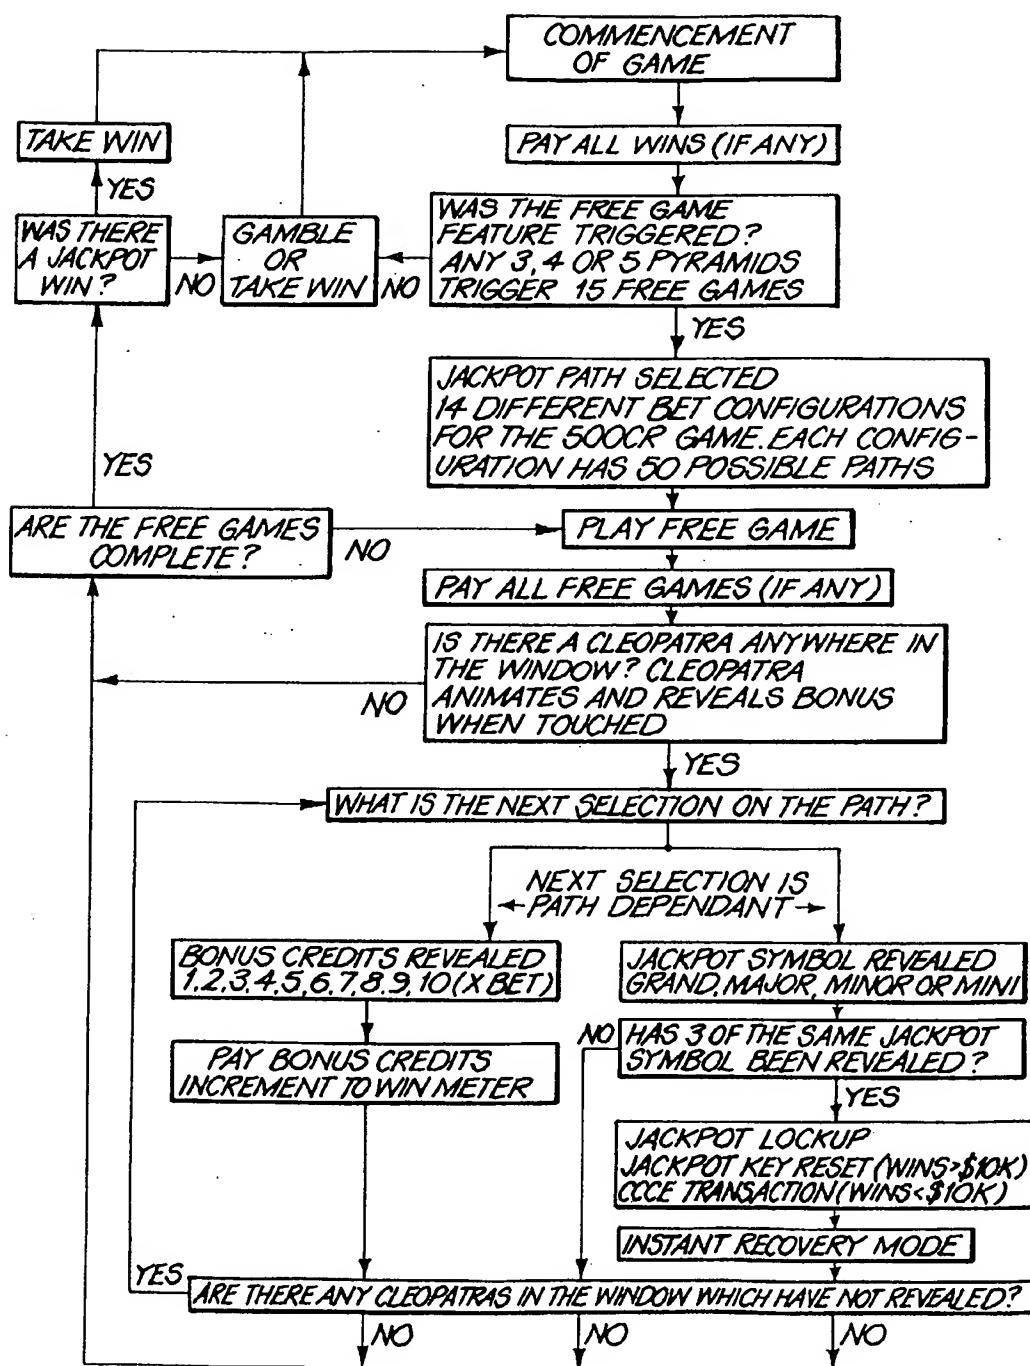 COMMENCEMENT
OF GAME
TAKE WIN
PAY ALL WINS (IF ANY)
YES
WAS THERE
A JACKPOT
WIN?
NO
GAMBLE
OR
TAKE WIN
NO
WAS THE FREE GAME
FEATURE TRIGGERED?
ANY 3, 4 OR 5 PYRAMIDS
TRIGGER 15 FREE GAMES
YES
JACKPOT PATH SELECTED
14 DIFFERENT BET CONFIGURATIONS
FOR THE 500CR GAME. EACH CONFIG-
URATION HAS 50 POSSIBLE PATHS
YES
ARE THE FREE GAMES
COMPLETE?
NO
PLAY FREE GAME
PAY ALL FREE GAMES (IF ANY)
IS THERE A CLEOPATRA ANYWHERE IN
THE WINDOW? CLEOPATRA
ANIMATES AND REVEALS BONUS
WHEN TOUCHED
NO
YES
WHAT IS THE NEXT SELECTION ON THE PATH?
NEXT SELECTION IS
PATH DEPENDANT
BONUS CREDITS REVEALED
1,2,3,4,5,6,7,8,9,10 (X BET)
JACKPOT SYMBOL REVEALED
GRAND, MAJOR, MINOR OR MINI
PAY BONUS CREDITS
INCREMENT TO WIN METER
NO
HAS 3 OF THE SAME JACKPOT
SYMBOL BEEN REVEALED?
YES
JACKPOT LOCKUP
JACKPOT KEY RESET (WINS>$10K)
CCCE TRANSACTION (WINS<$10K)
INSTANT RECOVERY MODE
YES
ARE THERE ANY CLEOPATRAS IN THE WINDOW WHICH HAVE NOT REVEALED?
NO
NO
NO